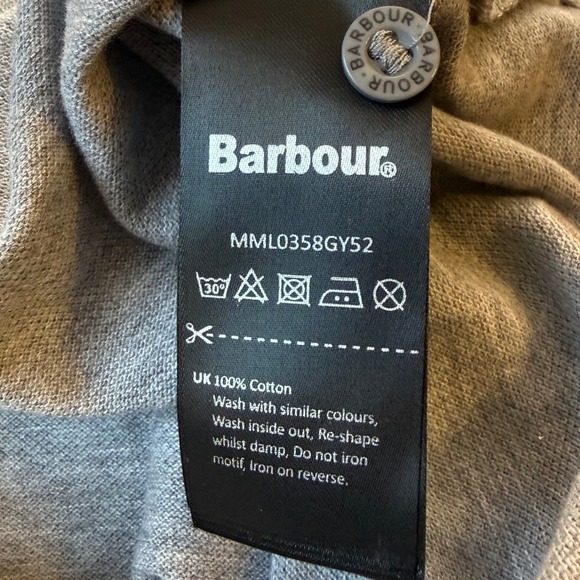 BARBOUR · BARBOUR ·
Barbour®
MML0358GY52
30°
UK 100% Cotton
Wash with similar colours,
Wash inside out, Re-shape
whilst damp, Do not iron
motif, Iron on reverse.